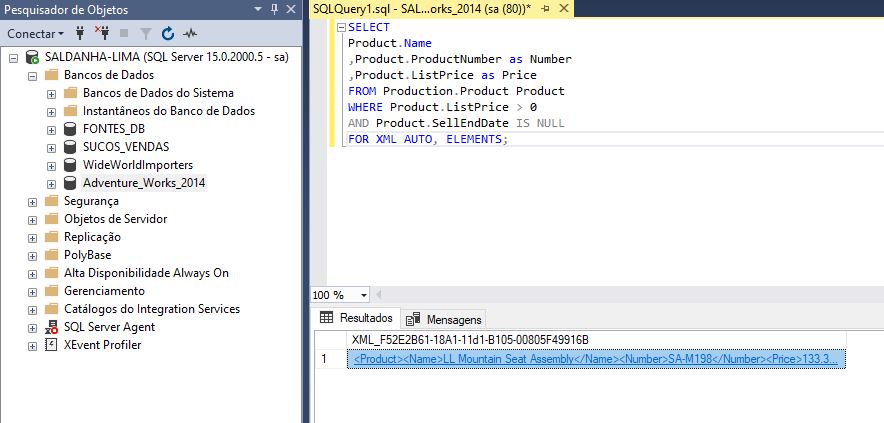 Pesquisador de Objetos
Conectar
SALDANHA-LIMA (SQL Server 15.0.2000.5 - sa)
Bancos de Dados
Bancos de Dados do Sistema
Instantâneos do Banco de Dados
FONTES_DB
SUCOS_VENDAS
WideWorldImporters
Adventure_Works_2014
Segurança
Objetos de Servidor
Replicação
PolyBase
Alta Disponibilidade Always On
Gerenciamento
Catálogos do Integration Services
SQL Server Agent
XEvent Profiler
SQLQuery1.sql - SAL...orks_2014 (sa (80))*
SELECT
Product.Name
,Product.ProductNumber as Number
,Product.ListPrice as Price
FROM Production.Product Product
WHERE Product.ListPrice > 0
AND Product.SellEndDate IS NULL
FOR XML AUTO, ELEMENTS;
100 %
Resultados Mensagens
XML_F52E2B61-18A1-11d1-B105-00805F49916B
1 <Product><Name>LL Mountain Seat Assembly</Name><Number>SA-M198</Number><Price>133.3...